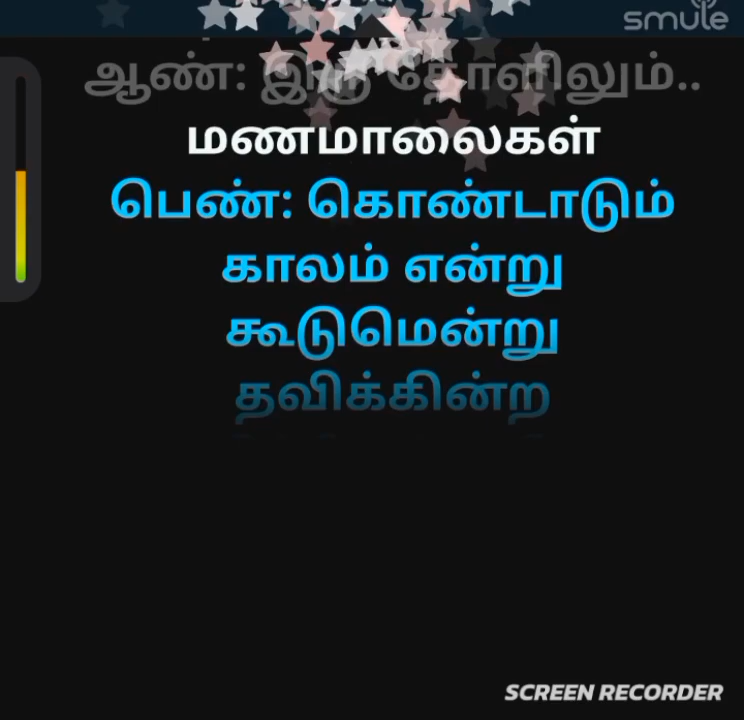 smule
ஆண்: இரு தோளிலும்..
மணமாலைகள்
பெண்: கொண்டாடும்
காலம் என்று
கூடுமென்று
தவிக்கின்ற
SCREEN RECORDER